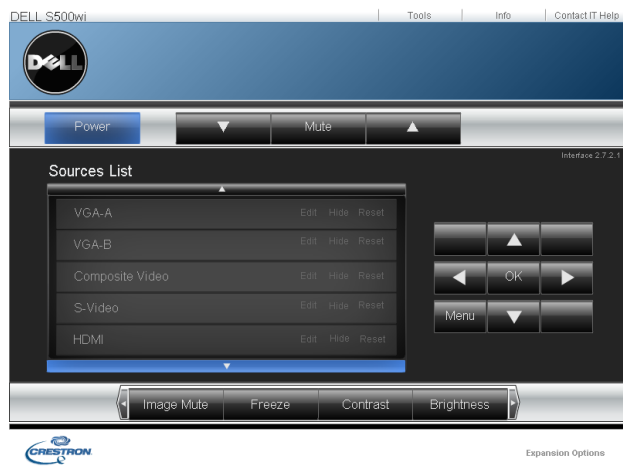 DELL S500wi
Tools Info Contact IT Help
DELL
Power Mute
Interface 2.7.2.1
Sources List
VGA-A Edit Hide Reset
VGA-B Edit Hide Reset
Composite Video Edit Hide Reset
S-Video Edit Hide Reset
HDMI Edit Hide Reset
OK
Menu
Image Mute Freeze Contrast Brightness
CRESTRON
Expansion Options